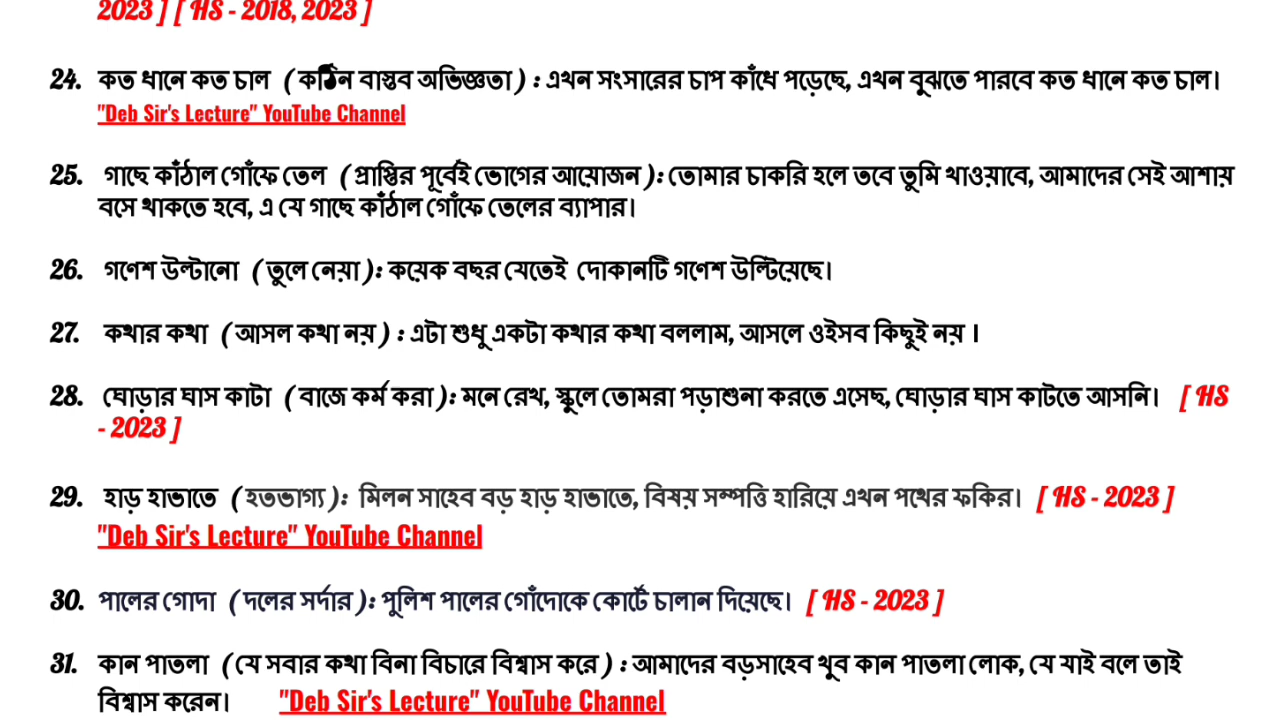 2023 ] [ HS - 2018, 2023 ]
24. কত ধানে কত চাল ( কঠিন বাস্তব অভিজ্ঞতা ) : এখন সংসারের চাপ কাঁধে পড়েছে, এখন বুঝতে পারবে কত ধানে কত চাল।
"Deb Sir's Lecture" YouTube Channel
25. গাছে কাঁঠাল গোঁফে তেল ( প্রাপ্তির পূর্বেই ভোগের আয়োজন ): তোমার চাকরি হলে তবে তুমি খাওয়াবে, আমাদের সেই আশায়
বসে থাকতে হবে, এ যে গাছে কাঁঠাল গোঁফে তেলের ব্যাপার।
26. গণেশ উল্টানো ( তুলে নেয়া ): কয়েক বছর যেতেই দোকানটি গণেশ উল্টিয়েছে।
27. কথার কথা ( আসল কথা নয় ) : এটা শুধু একটা কথার কথা বললাম, আসলে ওইসব কিছুই নয় ।
28. ঘোড়ার ঘাস কাটা ( বাজে কর্ম করা ): মনে রেখ, স্কুলে তোমরা পড়াশুনা করতে এসেছ, ঘোড়ার ঘাস কাটতে আসনি। [ HS
- 2023 ]
29. হাড় হাভাতে ( হতভাগ্য ): মিলন সাহেব বড় হাড় হাভাতে, বিষয় সম্পত্তি হারিয়ে এখন পথের ফকির। [ HS - 2023 ]
"Deb Sir's Lecture" YouTube Channel
30. পালের গোদা ( দলের সর্দার ): পুলিশ পালের গোঁদোকে কোর্টে চালান দিয়েছে। [ HS - 2023 ]
31. কান পাতলা ( যে সবার কথা বিনা বিচারে বিশ্বাস করে ) : আমাদের বড়সাহেব খুব কান পাতলা লোক, যে যাই বলে তাই
বিশ্বাস করেন। "Deb Sir's Lecture" YouTube Channel